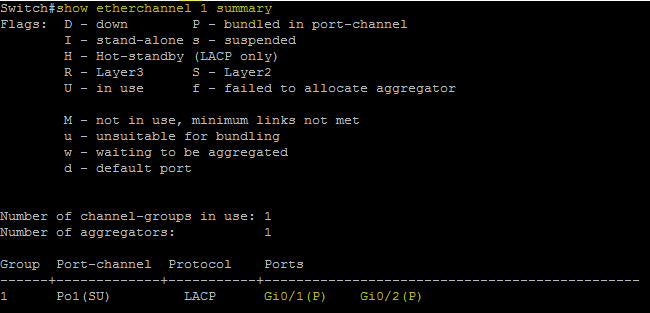 Switch#show etherchannel 1 summary
Flags:  D - down        P - bundled in port-channel
        I - stand-alone s - suspended
        H - Hot-standby (LACP only)
        R - Layer3      S - Layer2
        U - in use      f - failed to allocate aggregator

        M - not in use, minimum links not met
        u - unsuitable for bundling
        w - waiting to be aggregated
        d - default port


Number of channel-groups in use: 1
Number of aggregators:           1

Group  Port-channel  Protocol    Ports
------+-------------+-----------+-----------------------------------------------
1      Po1(SU)         LACP      Gi0/1(P)    Gi0/2(P)